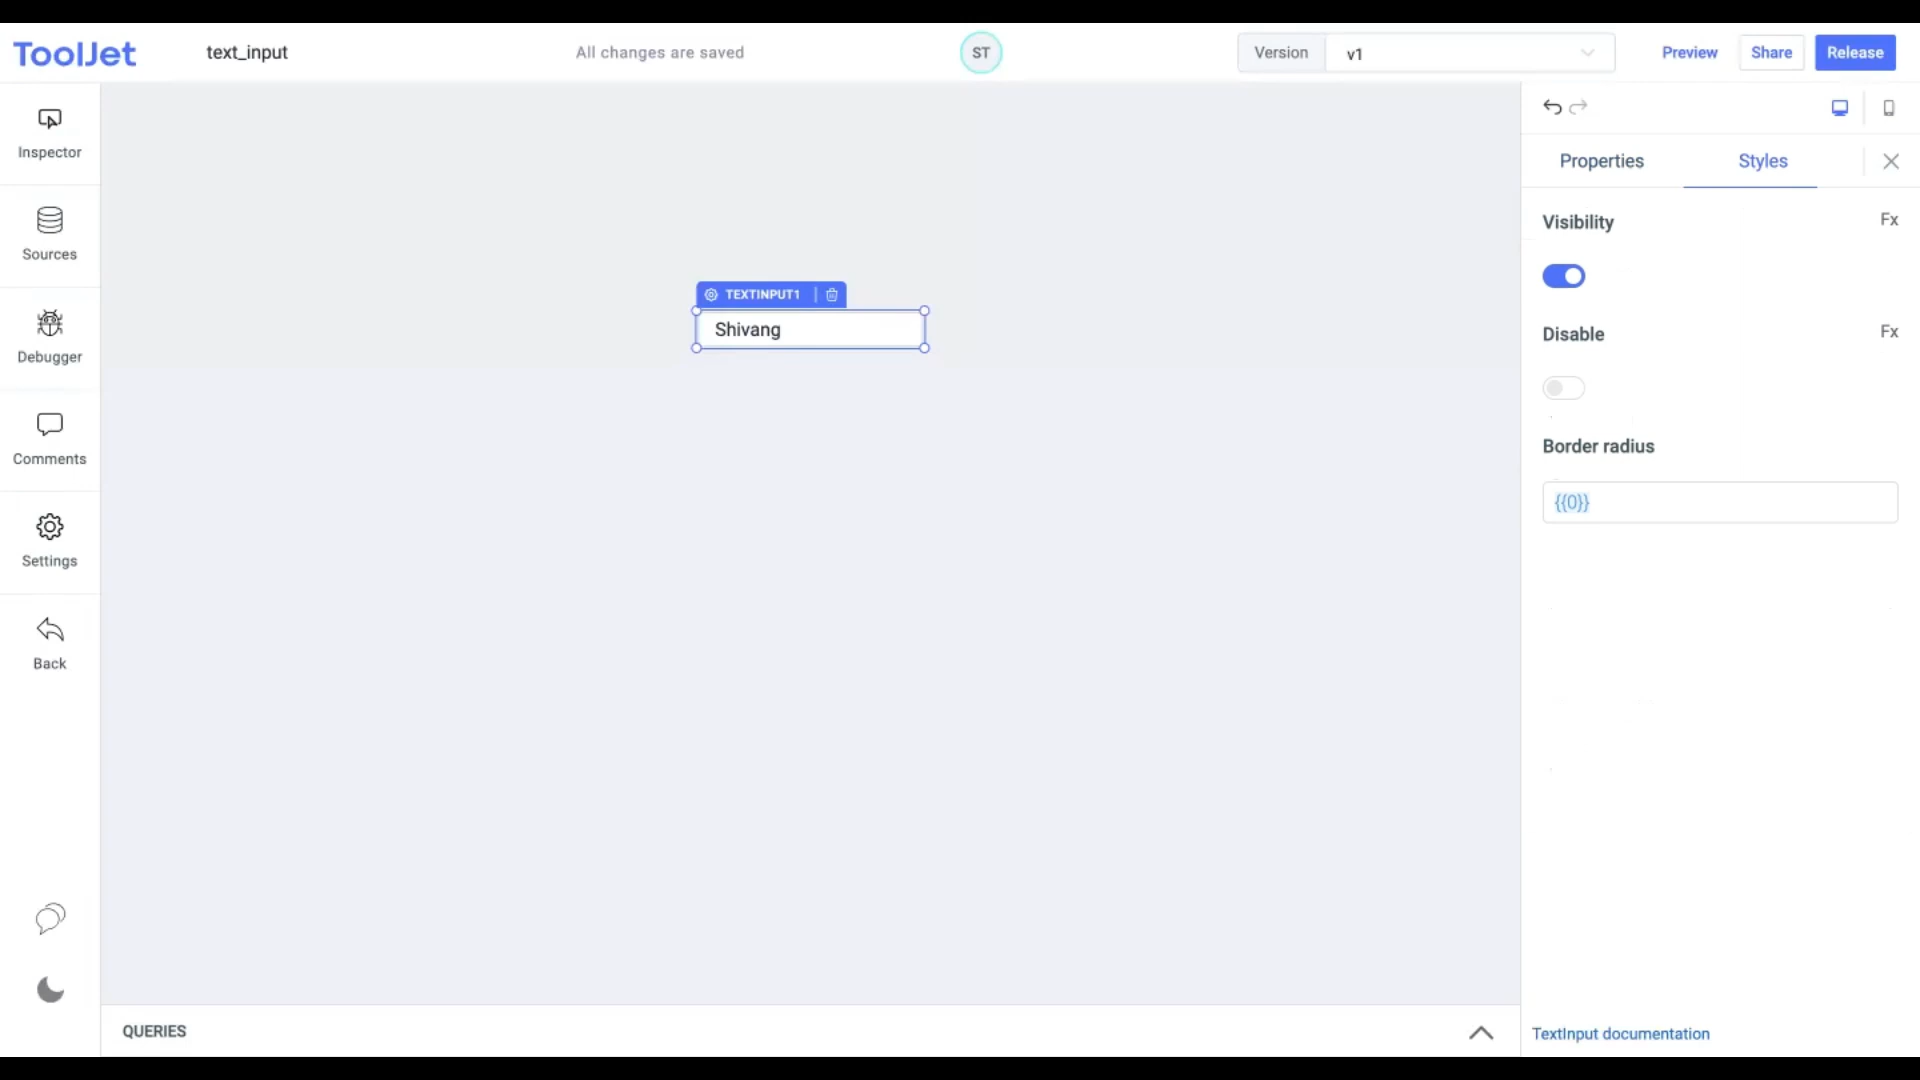 ToolJet
text_input
All changes are saved
ST
Version
v1
Preview
Share
Release
Inspector
Sources
Debugger
Comments
Settings
Back
TEXTINPUT1
Shivang
Properties
Styles
Visibility
Fx
Disable
Fx
Border radius
{{0}}
QUERIES
TextInput documentation